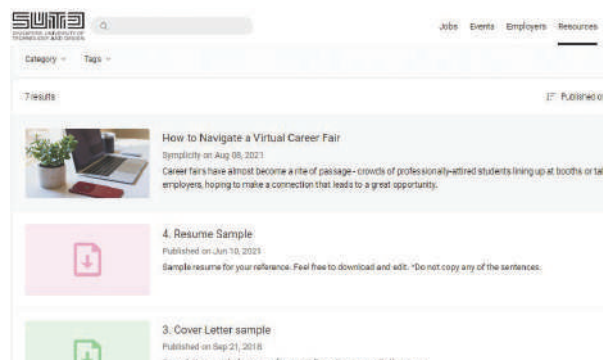 SUTD
SINGAPORE UNIVERSITY OF
TECHNOLOGY AND DESIGN
Jobs Events Employers Resources
Category Tags
7 results
Published o
How to Navigate a Virtual Career Fair
Symplicity on Aug 08, 2021
Career fairs have almost become a rite of passage - crowds of professionally-attired students lining up at booths or tal
employers, hoping to make a connection that leads to a great opportunity.
4. Resume Sample
Published on Jun 10, 2021
Sample resume for your reference. Feel free to download and edit. *Do not copy any of the sentences.
3. Cover Letter sample
Published on Sep 21, 2018